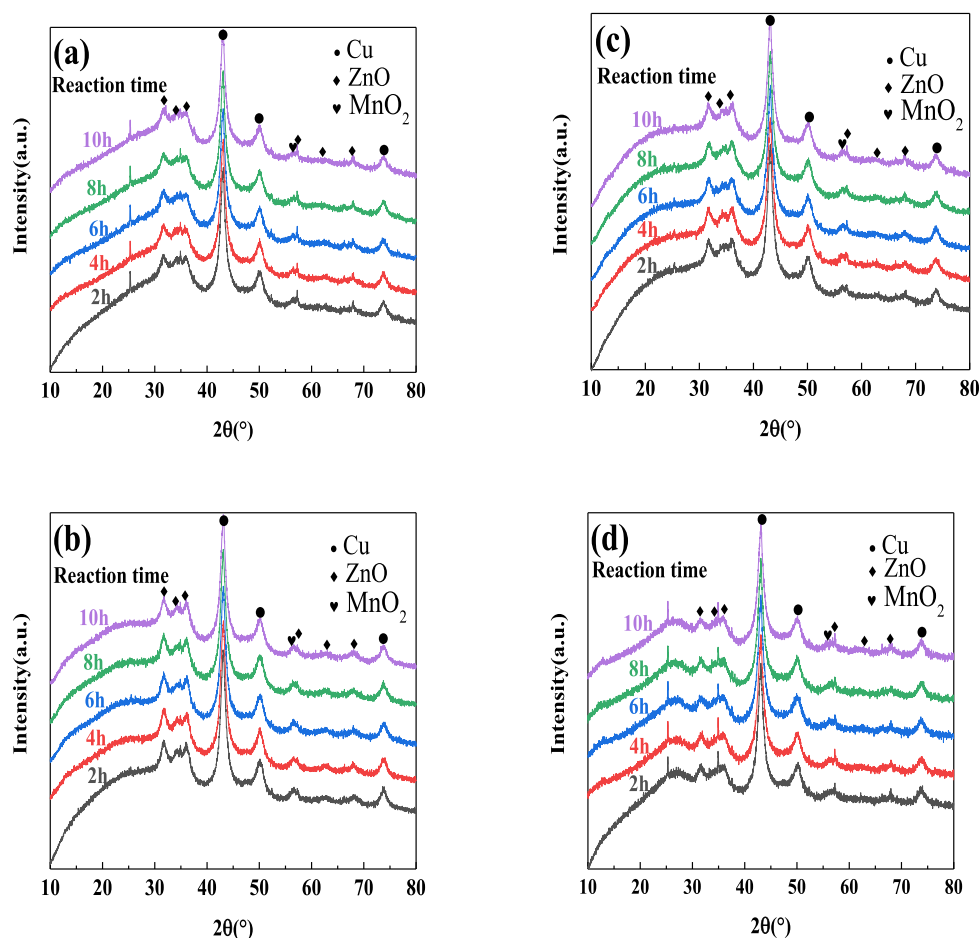 (a)
Cu
ZnO
MnO2
Reaction time
10h
8h
6h
4h
2h
Intensity(a.u.)
10 20 30 40 50 60 70 80
2θ(°)
(c)
Cu
ZnO
MnO2
Reaction time
10h
8h
6h
4h
2h
Intensity(a.u.)
10 20 30 40 50 60 70 80
2θ(°)
(b)
Cu
ZnO
MnO2
Reaction time
10h
8h
6h
4h
2h
Intensity(a.u.)
10 20 30 40 50 60 70 80
2θ(°)
(d)
Cu
ZnO
MnO2
Reaction time
10h
8h
6h
4h
2h
Intensity(a.u.)
10 20 30 40 50 60 70 80
2θ(°)